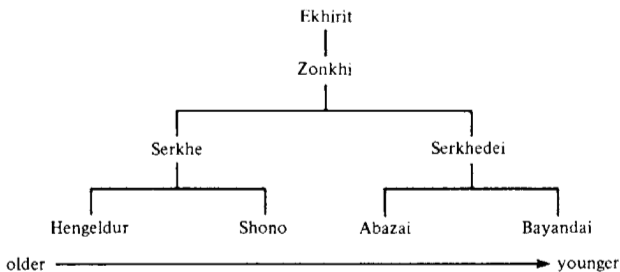 Ekhirit
Zonkhi
Serkhe Serkhedei
Hengeldur Shono Abazai Bayandai
older younger